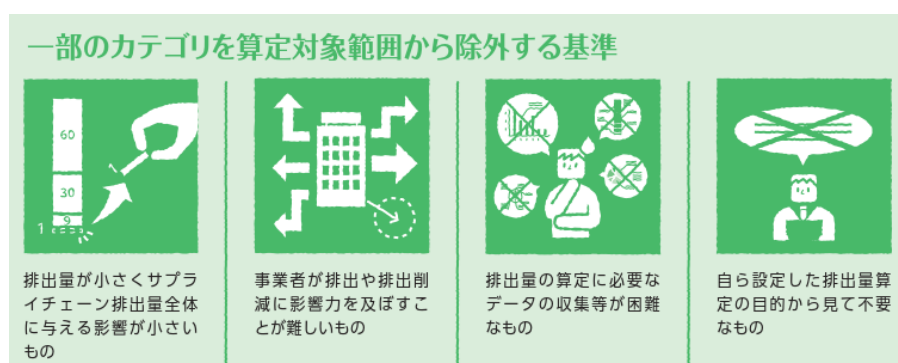 一部のカテゴリを算定対象範囲から除外する基準
60
30
9
1
排出量が小さくサプラ
イチェーン排出量全体
に与える影響が小さい
もの
事業者が排出や排出削
減に影響力を及ぼすこ
とが難しいもの
排出量の算定に必要な
データの収集等が困難
なもの
自ら設定した排出量算
定の目的から見て不要
なもの